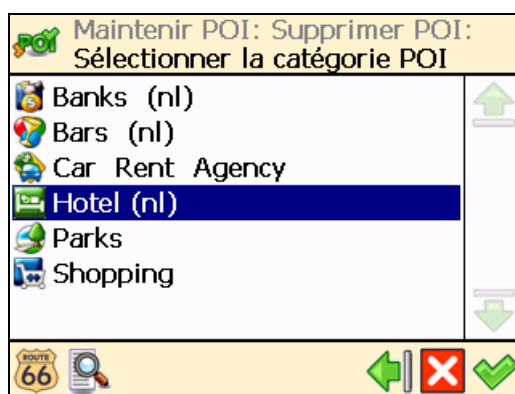 POI
Maintenir POI: Supprimer POI:
Sélectionner la catégorie POI
Banks (nl)
Bars (nl)
Car Rent Agency
Hotel (nl)
Parks
Shopping
ROUTE
66